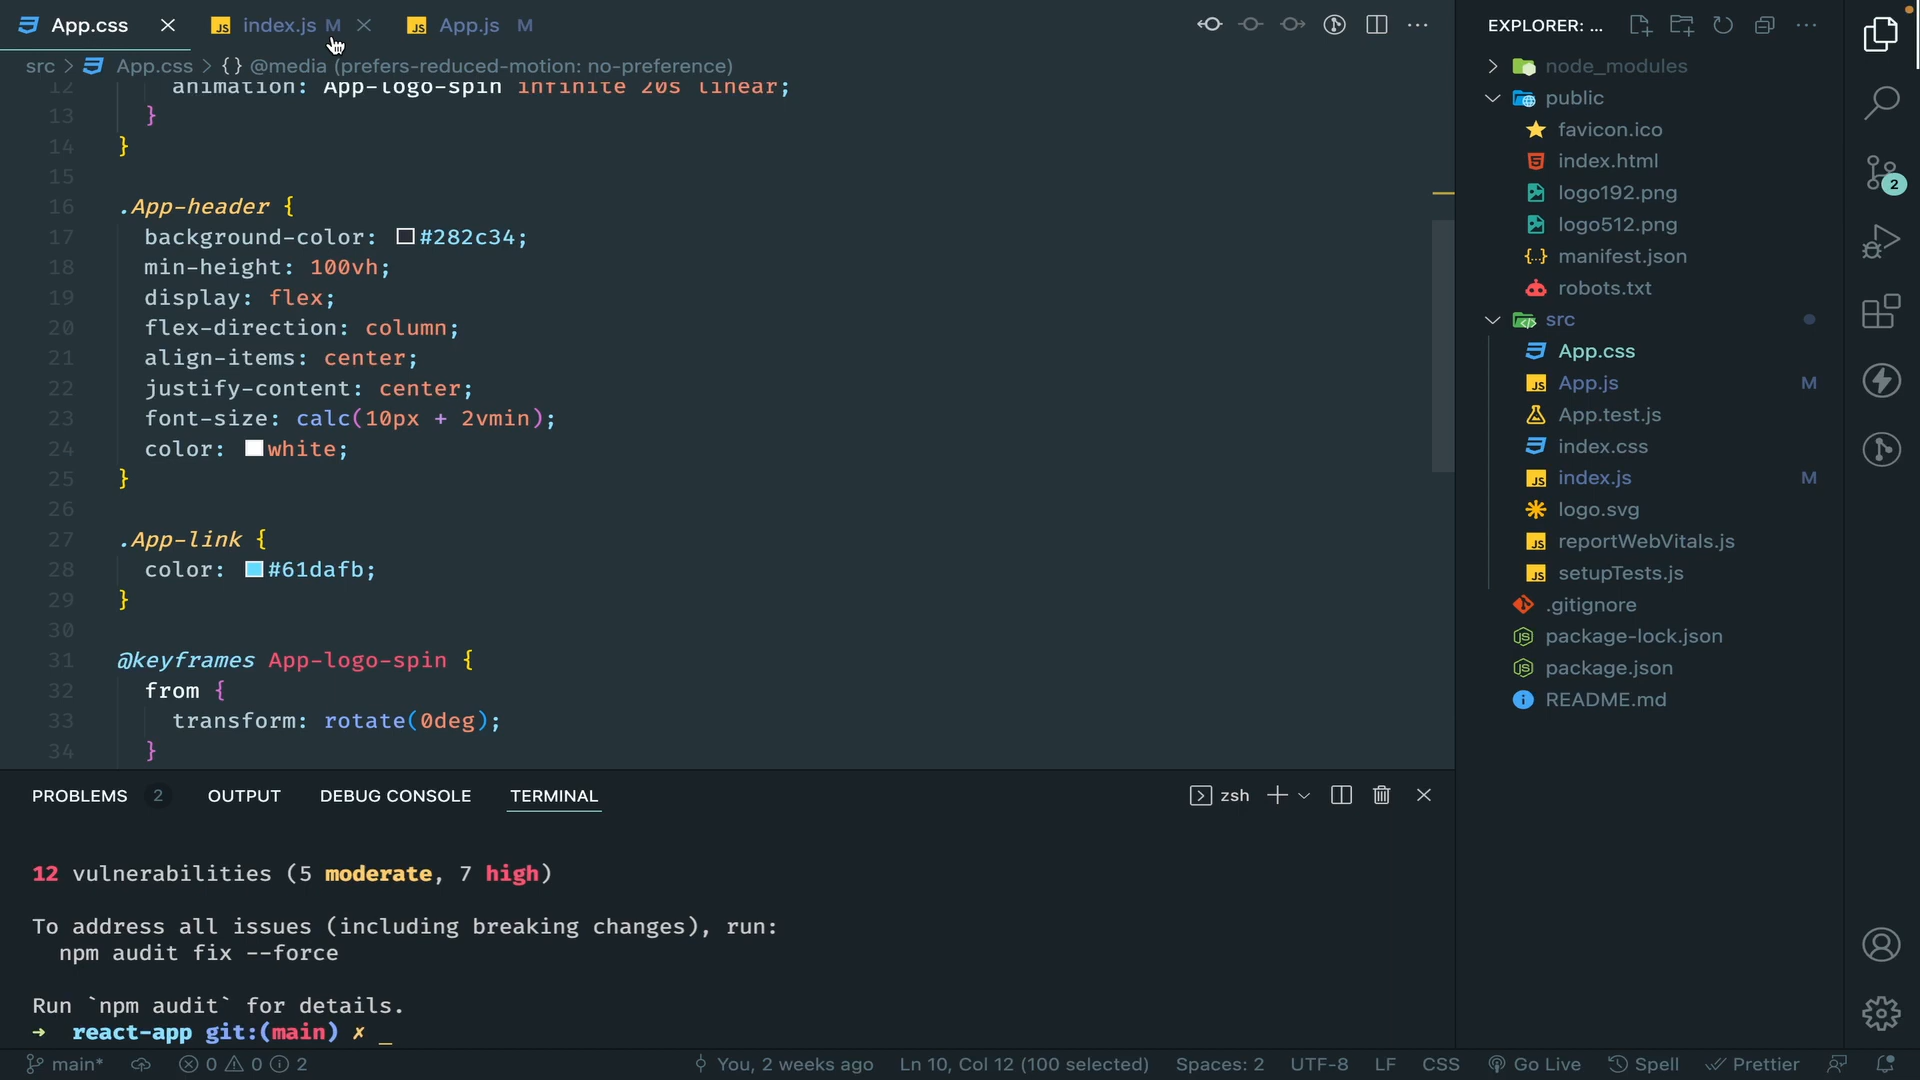 App.css
index.js M
App.js M
src > App.css > {} @media (prefers-reduced-motion: no-preference)
12 animation: App-logo-spin infinite 20s linear;
13 }
14 }
15
16 .App-header {
17 background-color: #282c34;
18 min-height: 100vh;
19 display: flex;
20 flex-direction: column;
21 align-items: center;
22 justify-content: center;
23 font-size: calc(10px + 2vmin);
24 color: white;
25 }
26
27 .App-link {
28 color: #61dafb;
29 }
30
31 @keyframes App-logo-spin {
32 from {
33 transform: rotate(0deg);
34 }
PROBLEMS 2 OUTPUT DEBUG CONSOLE TERMINAL
zsh
12 vulnerabilities (5 moderate, 7 high)
To address all issues (including breaking changes), run:
npm audit fix --force
Run `npm audit` for details.
➜ react-app git:(main) ✗ _
EXPLORER: ...
node_modules
public
favicon.ico
index.html
logo192.png
logo512.png
manifest.json
robots.txt
src
App.css
App.js M
App.test.js
index.css
index.js M
logo.svg
reportWebVitals.js
setupTests.js
.gitignore
package-lock.json
package.json
README.md
2
main* 0 0 2 You, 2 weeks ago Ln 10, Col 12 (100 selected) Spaces: 2 UTF-8 LF CSS Go Live Spell Prettier